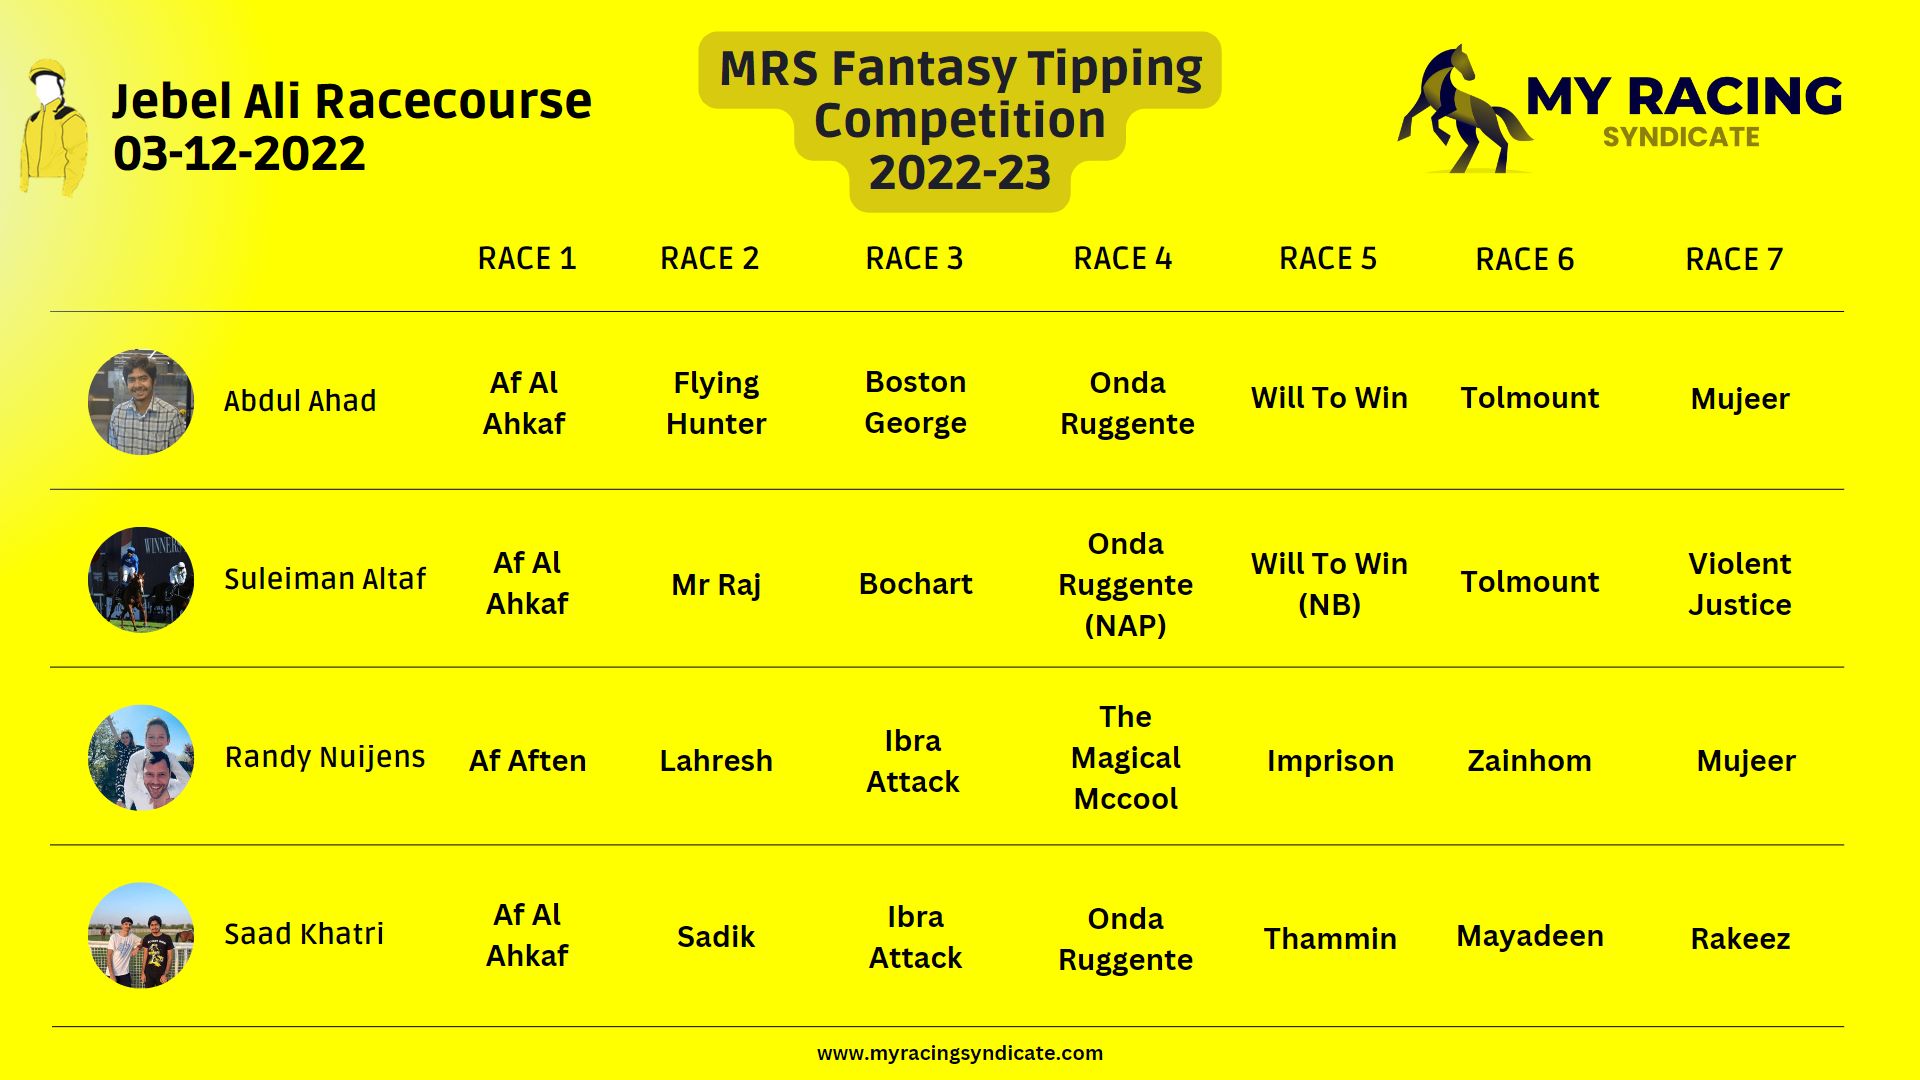 Jebel Ali Racecourse
03-12-2022
MRS Fantasy Tipping
Competition
2022-23
MY RACING
SYNDICATE
RACE 1 RACE 2 RACE 3 RACE 4 RACE 5 RACE 6 RACE 7
Abdul Ahad
Af Al
Ahkaf
Flying
Hunter
Boston
George
Onda
Ruggente
Will To Win
Tolmount
Mujeer
WINNERS
Suleiman Altaf
Af Al
Ahkaf
Mr Raj
Bochart
Onda
Ruggente
(NAP)
Will To Win
(NB)
Tolmount
Violent
Justice
Randy Nuijens
Af Aften
Lahresh
Ibra
Attack
The
Magical
Mccool
Imprison
Zainhom
Mujeer
Saad Khatri
Af Al
Ahkaf
Sadik
Ibra
Attack
Onda
Ruggente
Thammin
Mayadeen
Rakeez
www.myracingsyndicate.com